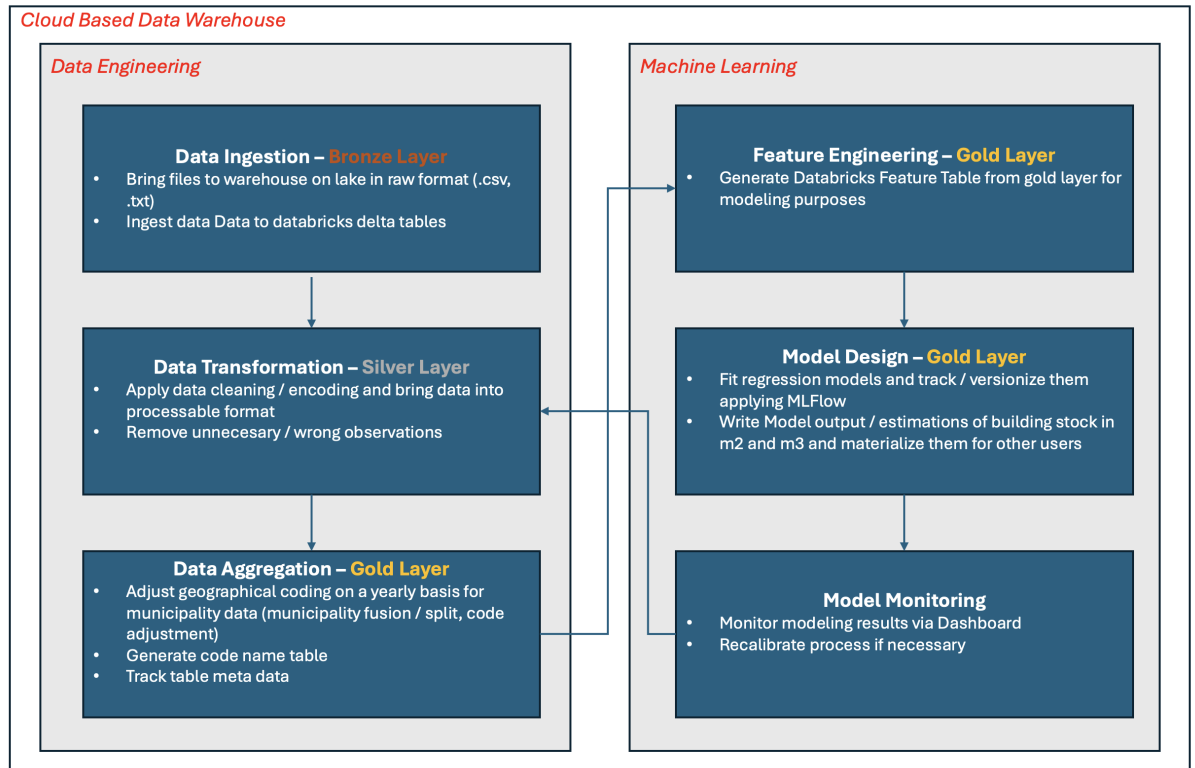 Cloud Based Data Warehouse
Data Engineering
Data Ingestion – Bronze Layer
• Bring files to warehouse on lake in raw format (.csv,
.txt)
• Ingest data Data to databricks delta tables
Data Transformation – Silver Layer
• Apply data cleaning / encoding and bring data into
processable format
• Remove unnecesary / wrong observations
Data Aggregation – Gold Layer
• Adjust geographical coding on a yearly basis for
municipality data (municipality fusion / split, code
adjustment)
• Generate code name table
• Track table meta data
Machine Learning
Feature Engineering – Gold Layer
• Generate Databricks Feature Table from gold layer for
modeling purposes
Model Design – Gold Layer
• Fit regression models and track / versionize them
applying MLFlow
• Write Model output / estimations of building stock in
m2 and m3 and materialize them for other users
Model Monitoring
• Monitor modeling results via Dashboard
• Recalibrate process if necessary